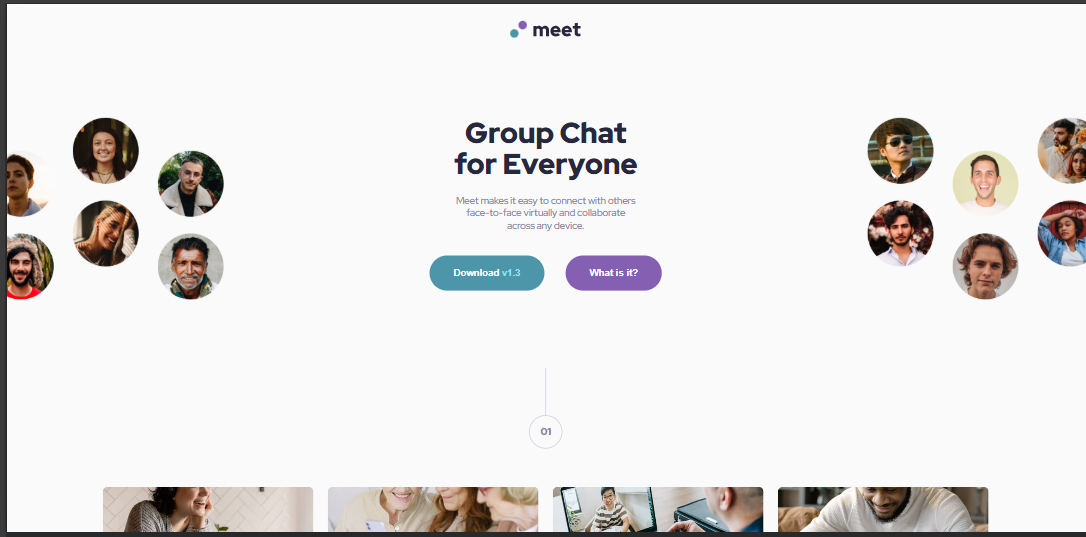 meet
Group Chat
for Everyone
Meet makes it easy to connect with others
face-to-face virtually and collaborate
across any device.
Download v1.3
What is it?
01